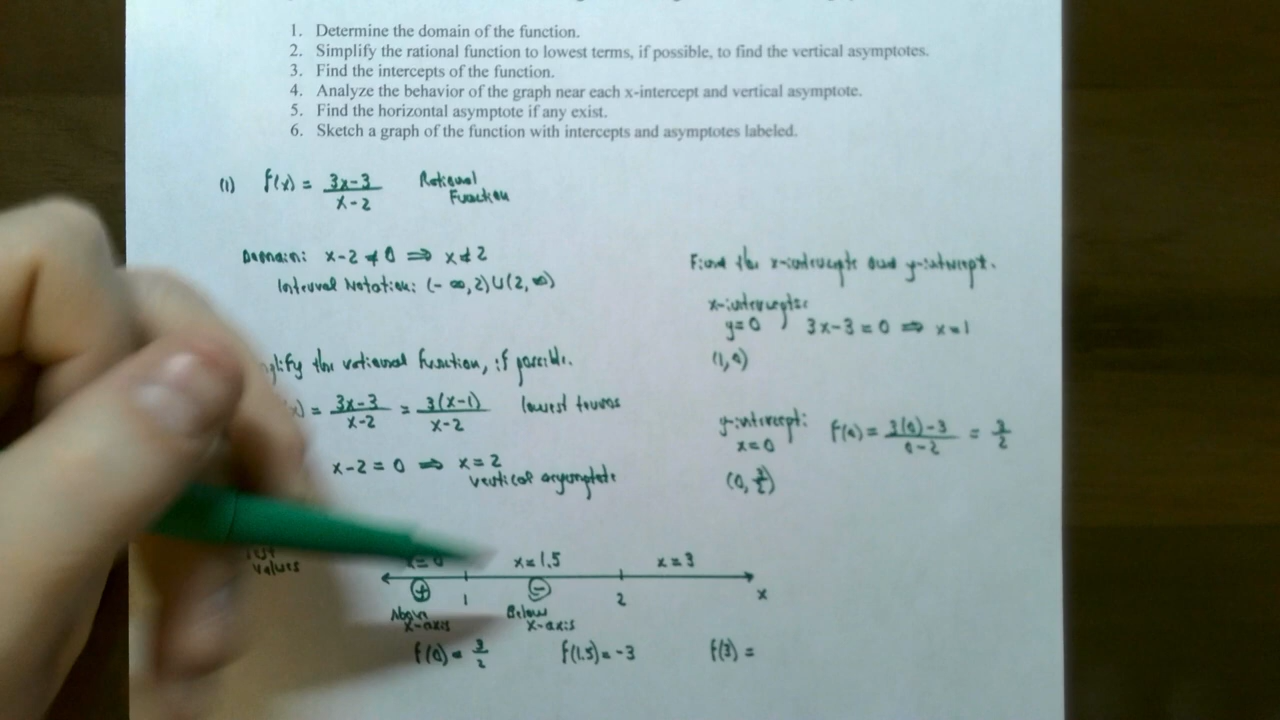 1. Determine the domain of the function.
2. Simplify the rational function to lowest terms, if possible, to find the vertical asymptotes.
3. Find the intercepts of the function.
4. Analyze the behavior of the graph near each x-intercept and vertical asymptote.
5. Find the horizontal asymptote if any exist.
6. Sketch a graph of the function with intercepts and asymptotes labeled.
(1) f(x) = (3x-3)/(x-2) Rational Function
Domain: x-2 ≠ 0 ⇒ x ≠ 2
Interval Notation: (-∞,2)∪(2,∞)
the rational function, if possible.
= (3x-3)/(x-2) = 3(x-1)/(x-2) lowest terms
x-2 = 0 ⇒ x = 2
vertical asymptote
Find the x-intercepts and y-intercept.
x-intercepts:
y=0, 3x-3 = 0 ⇒ x = 1
(1,0)
y-intercept:
x=0
f(0) = (3(0)-3)/(0-2) = 3/2
(0, 3/2)
Test Values
x=0 x=1.5 x=3
+ − 
1 2 x
Above x-axis Below x-axis
f(0) = 3/2 f(1.5) = -3 f(3) =